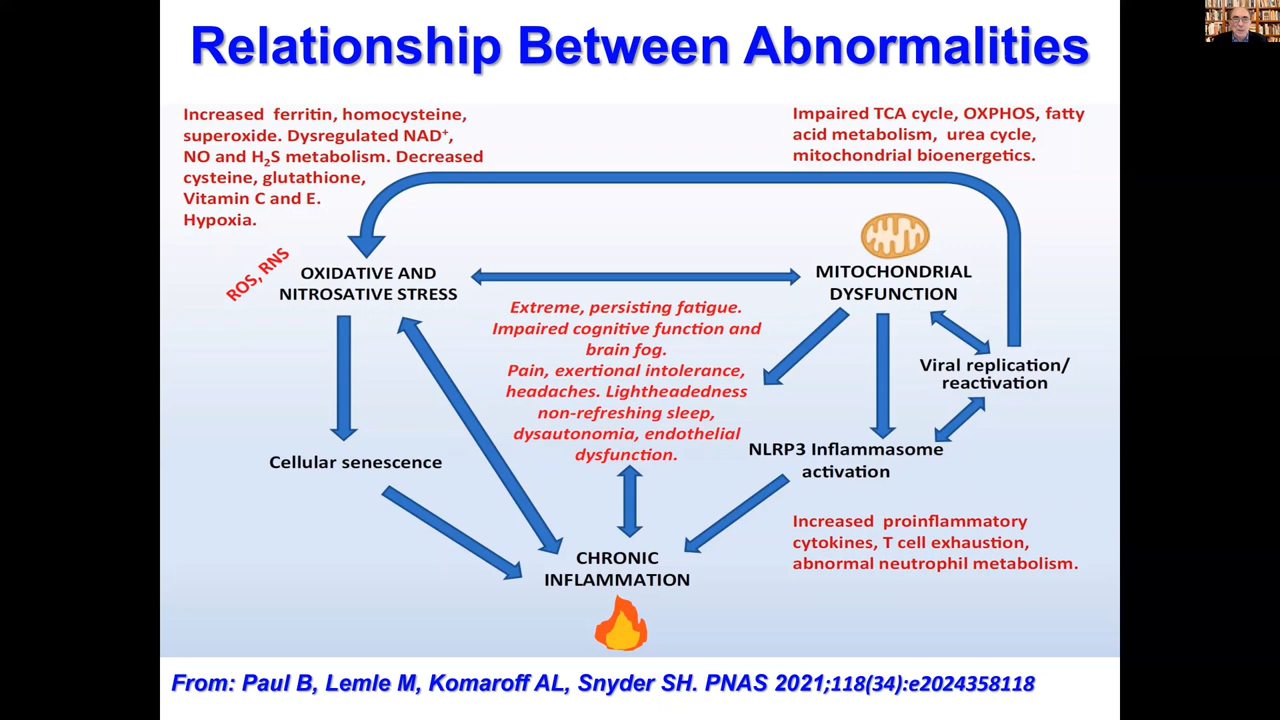 Relationship Between Abnormalities
Increased ferritin, homocysteine,
superoxide. Dysregulated NAD⁺,
NO and H₂S metabolism. Decreased
cysteine, glutathione,
Vitamin C and E.
Hypoxia.
Impaired TCA cycle, OXPHOS, fatty
acid metabolism, urea cycle,
mitochondrial bioenergetics.
ROS, RNS
OXIDATIVE AND
NITROSATIVE STRESS
MITOCHONDRIAL
DYSFUNCTION
Extreme, persisting fatigue.
Impaired cognitive function and
brain fog.
Pain, exertional intolerance,
headaches. Lightheadedness
non-refreshing sleep,
dysautonomia, endothelial
dysfunction.
Viral replication/
reactivation
Cellular senescence
NLRP3 Inflammasome
activation
Increased proinflammatory
cytokines, T cell exhaustion,
abnormal neutrophil metabolism.
CHRONIC
INFLAMMATION
From: Paul B, Lemle M, Komaroff AL, Snyder SH. PNAS 2021;118(34):e2024358118